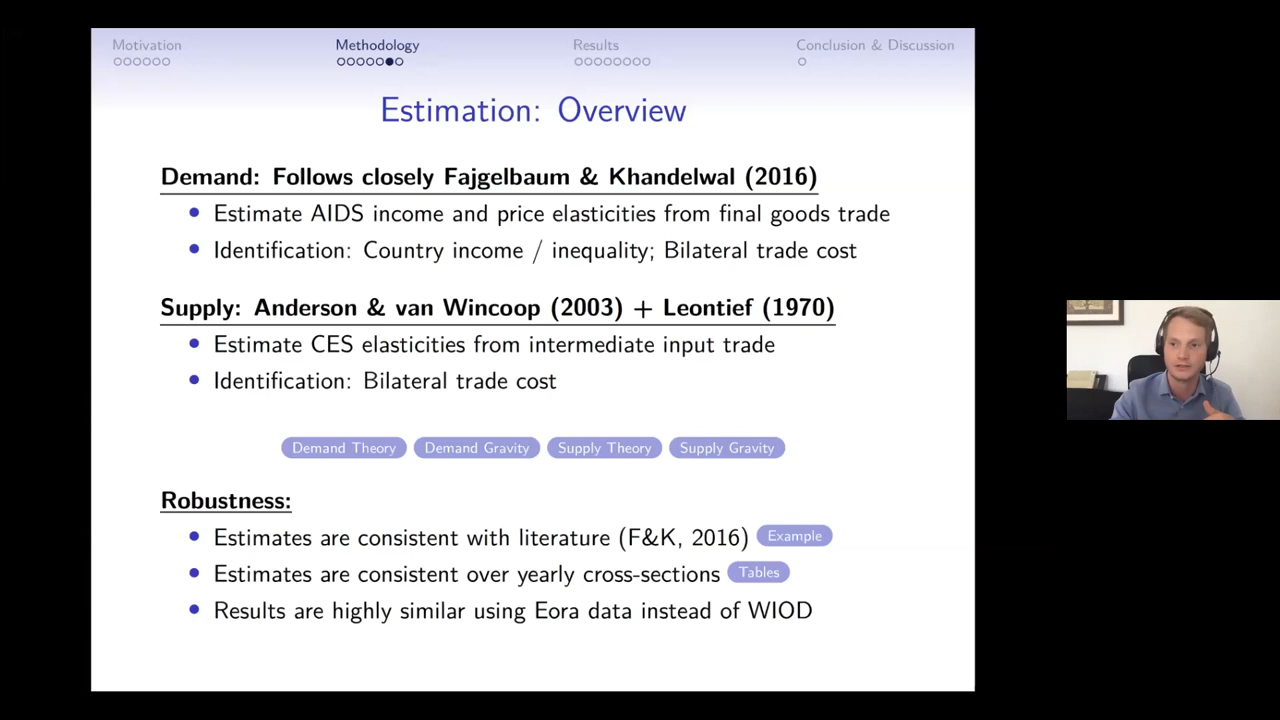 Motivation Methodology Results Conclusion & Discussion
Estimation: Overview
Demand: Follows closely Fajgelbaum & Khandelwal (2016)
Estimate AIDS income and price elasticities from final goods trade
Identification: Country income / inequality; Bilateral trade cost
Supply: Anderson & van Wincoop (2003) + Leontief (1970)
Estimate CES elasticities from intermediate input trade
Identification: Bilateral trade cost
Demand Theory Demand Gravity Supply Theory Supply Gravity
Robustness:
Estimates are consistent with literature (F&K, 2016) Example
Estimates are consistent over yearly cross-sections Tables
Results are highly similar using Eora data instead of WIOD